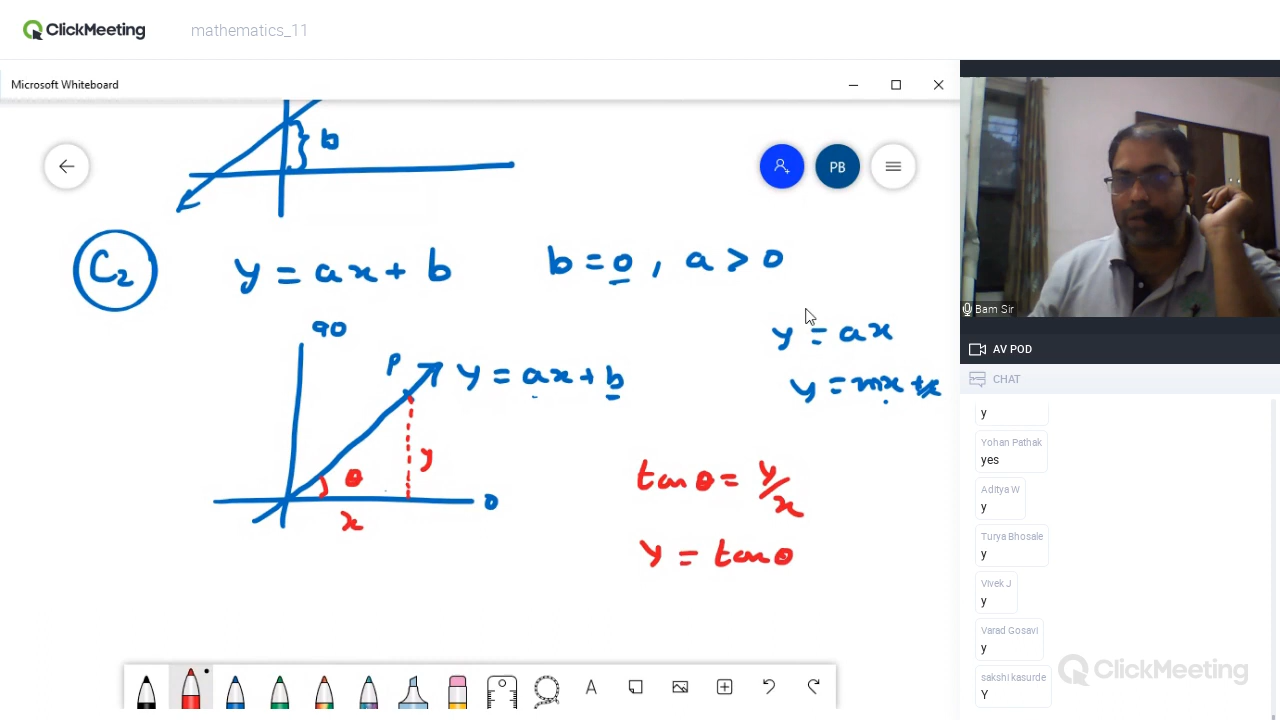 ClickMeeting mathematics_11
Microsoft Whiteboard
b
PB
C2 y = ax + b b = 0, a > 0
90
y = ax
P y = ax + b
y = mx +
θ y
tan θ = y/x
0
x
y = tan θ
A
Bam Sir
AV POD
CHAT
y
Yohan Pathak
yes
Aditya W
y
Turya Bhosale
y
Vivek J
y
Varad Gosavi
y
sakshi kasurde
Y
ClickMeeting